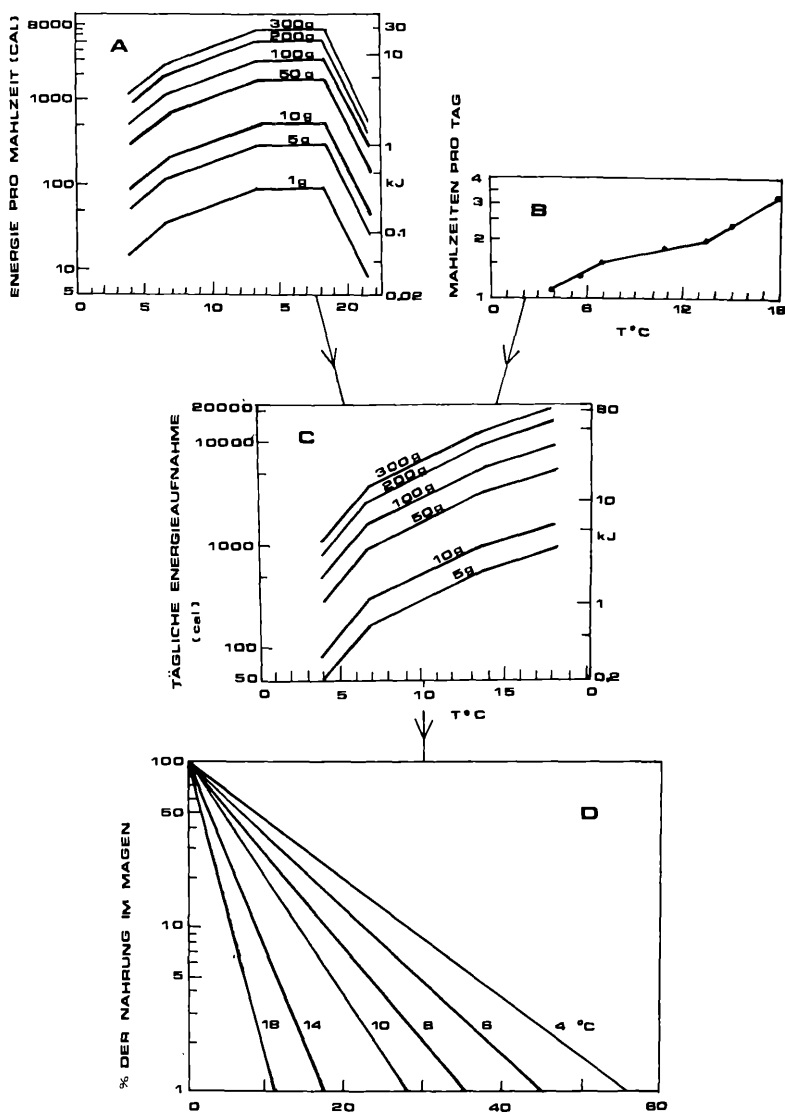 ENERGIE PRO MAHLZEIT (CAL)
A
8000
1000
100
10
5
300g
200g
100g
50g
10g
5g
1g
30
10
1
kJ
0.1
0,02
0 5 10 5 20
MAHLZEITEN PRO TAG
B
4
3
2
1
6 12 18
T°C
TÄGLICHE ENERGIEAUFNAHME
(cal)
C
20000
10000
1000
100
50
300g
200g
100g
50g
10g
5g
80
10
kJ
1
0,2
0 5 10 15 0
T°C
% DER NAHRUNG IM MAGEN
D
100
50
10
5
1
18 14 10 8 6 4 °C
0 20 40 60